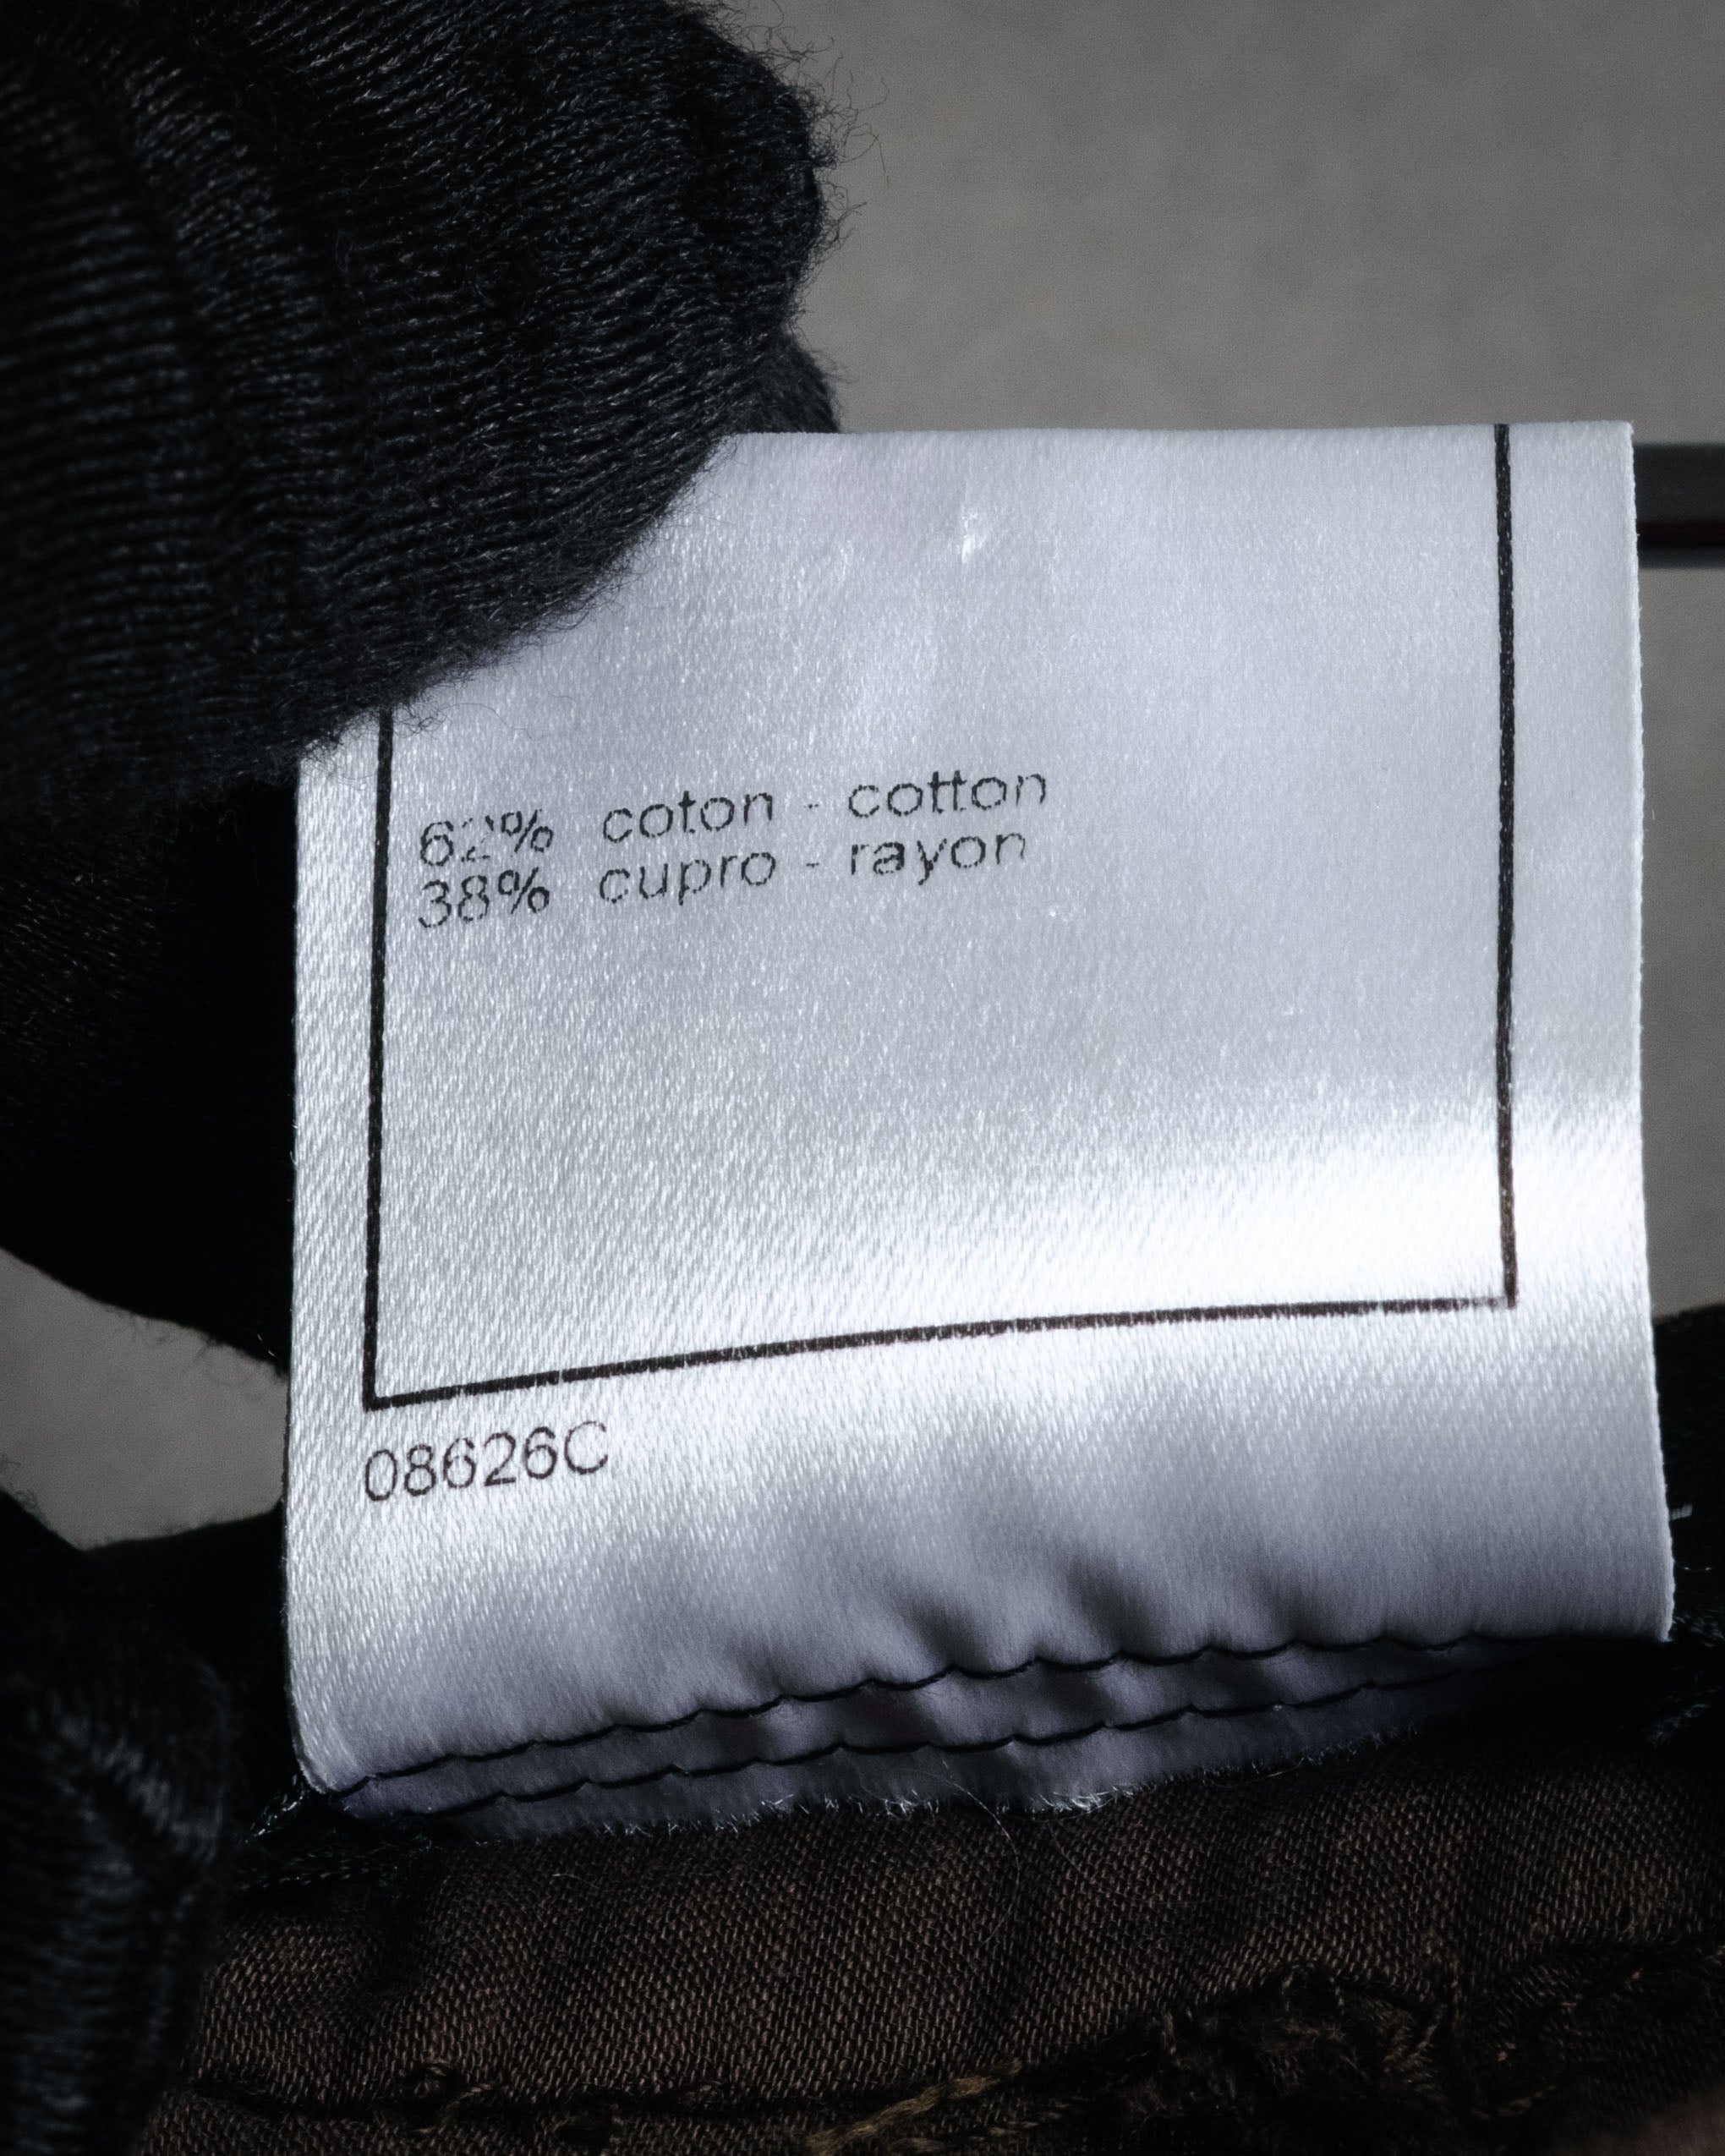 62% coton - cotton
38% cupro - rayon
08626C